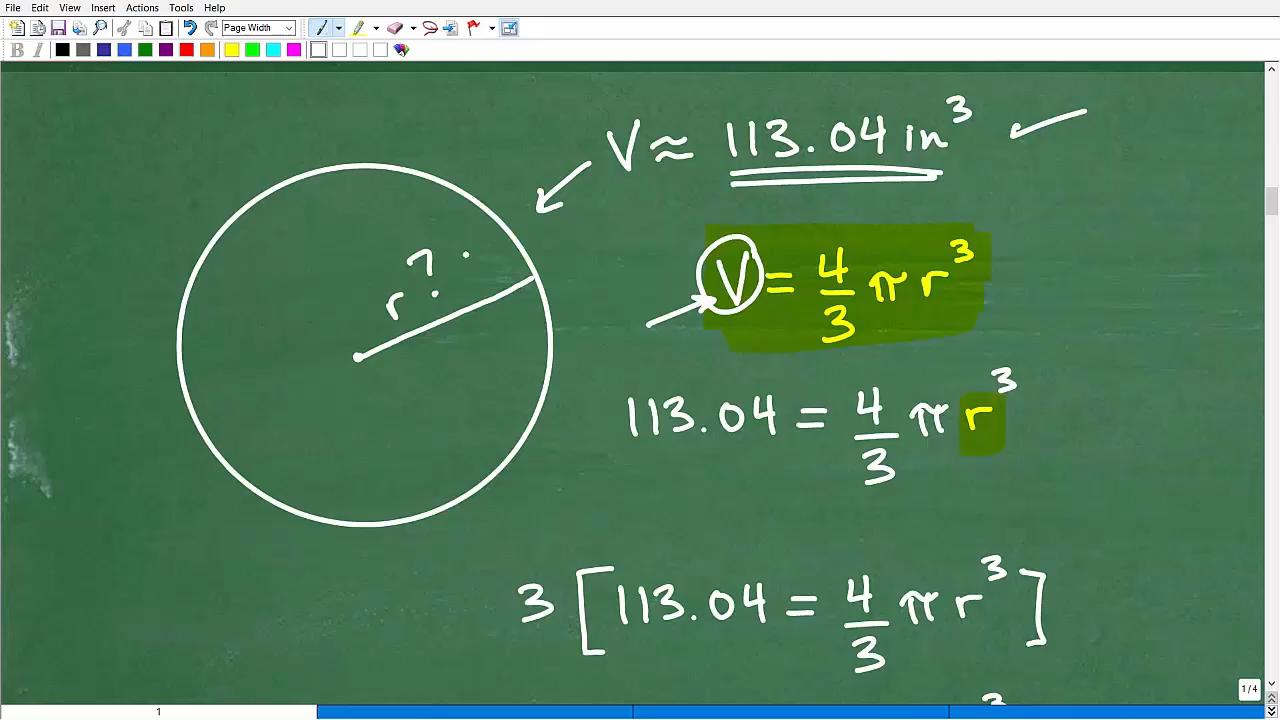 File Edit View Insert Actions Tools Help
Page Width
B I
V ≈ 113.04 in³
r ?
V = 4/3 π r³
113.04 = 4/3 π r³
3 [ 113.04 = 4/3 π r³ ]
1/4
1